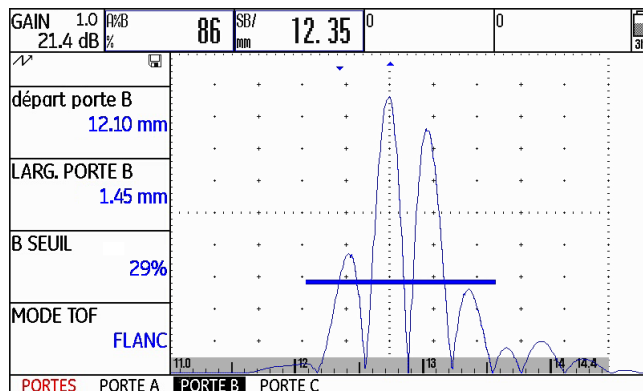 GAIN 1.0 A%B 86 SB/ 12.35 0 0
21.4 dB % mm
départ porte B
12.10 mm
LARG. PORTE B
1.45 mm
B SEUIL
29%
MODE TOF
FLANC
11.0 12 13 14 14.4
PORTES PORTE A PORTE B PORTE C